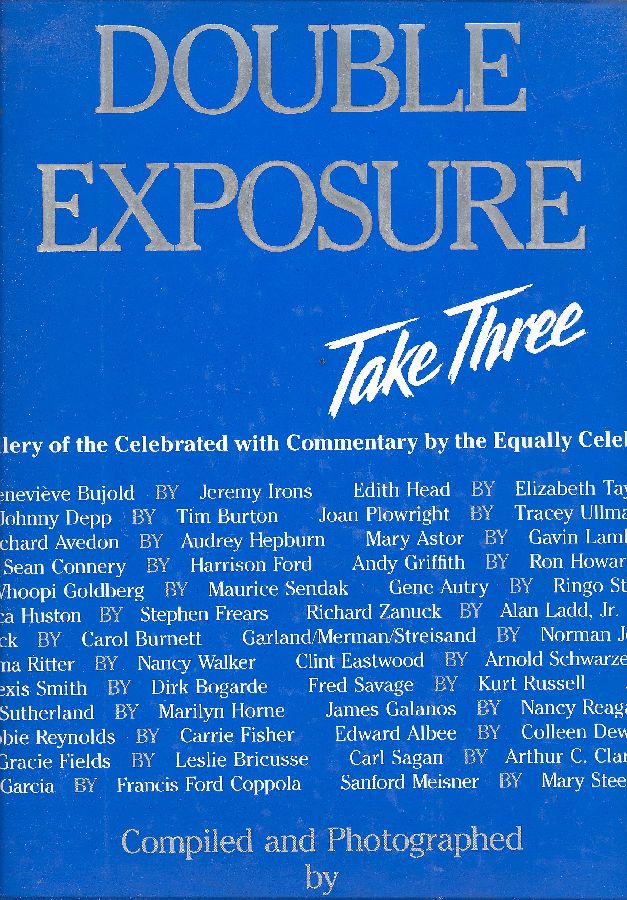 DOUBLE
EXPOSURE
Take Three
llery of the Celebrated with Commentary by the Equally Cele
eneviève Bujold BY Jeremy Irons Edith Head BY Elizabeth Tay
Johnny Depp BY Tim Burton Joan Plowright BY Tracey Ullma
chard Avedon BY Audrey Hepburn Mary Astor BY Gavin Lam
Sean Connery BY Harrison Ford Andy Griffith BY Ron Howar
Whoopi Goldberg BY Maurice Sendak Gene Autry BY Ringo St
ca Huston BY Stephen Frears Richard Zanuck BY Alan Ladd, Jr.
ck BY Carol Burnett Garland/Merman/Streisand BY Norman J
ma Ritter BY Nancy Walker Clint Eastwood BY Arnold Schwarze
exis Smith BY Dirk Bogarde Fred Savage BY Kurt Russell
Sutherland BY Marilyn Horne James Galanos BY Nancy Reaga
bie Reynolds BY Carrie Fisher Edward Albee BY Colleen Dew
Gracie Fields BY Leslie Bricusse Carl Sagan BY Arthur C. Clar
Garcia BY Francis Ford Coppola Sanford Meisner BY Mary Stee
Compiled and Photographed
by